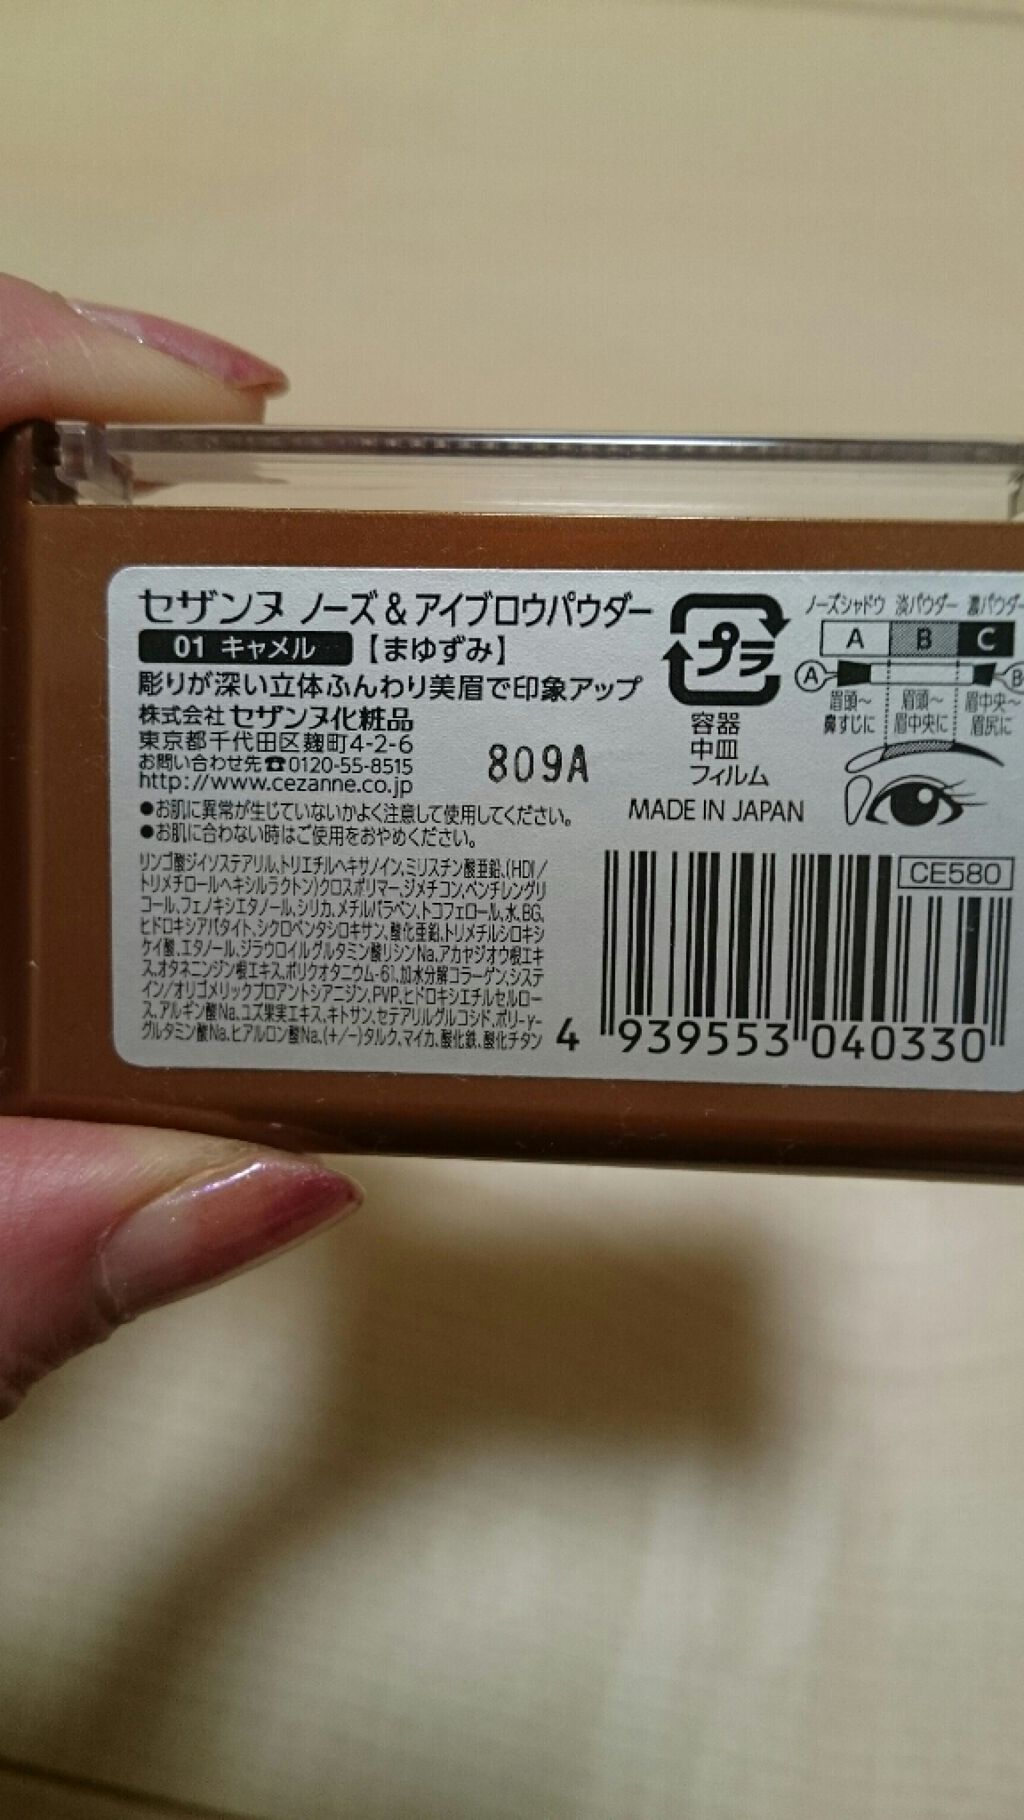 セザンヌ ノーズ&アイブロウパウダー
01 キャメル 【まゆずみ】
彫りが深い立体ふんわり美眉で印象アップ
株式会社セザンヌ化粧品
東京都千代田区麹町4-2-6
お問い合わせ先☎0120-55-8515
http://www.cezanne.co.jp
809A
●お肌に異常が生じていないかよく注意して使用してください。
●お肌に合わない時はご使用をおやめください。
リンゴ酸ジイソステアリル、トリエチルヘキサノイン、ミリスチン酸亜鉛、(HDI/
トリメチロールヘキシルラクトン)クロスポリマー、ジメチコン、ペンチレングリ
コール、フェノキシエタノール、シリカ、メチルパラベン、トコフェロール、水、BG、
ヒドロキシアパタイト、シクロペンタシロキサン、酸化亜鉛、トリメチルシロキシ
ケイ酸、エタノール、ジラウロイルグルタミン酸リシンNa、アカヤジオウ根エキ
ス、オタネニンジン根エキス、ポリクオタニウム-61、加水分解コラーゲン、システ
イン/オリゴメリックプロアントシアニジン、PVP、ヒドロキシエチルセルロー
ス、アルギン酸Na、ユズ果実エキス、キトサン、セテアリルグルコシド、ポリ-γ-
グルタミン酸Na、ヒアルロン酸Na、(+/-)タルク、マイカ、酸化鉄、酸化チタン
プラ
容器
中皿
フィルム
MADE IN JAPAN
ノーズシャドウ 淡パウダー 濃パウダー
A B C
A B
眉頭〜 眉頭〜 眉中央〜
鼻すじに 眉中央に 眉尻に
CE580
4 939553 040330